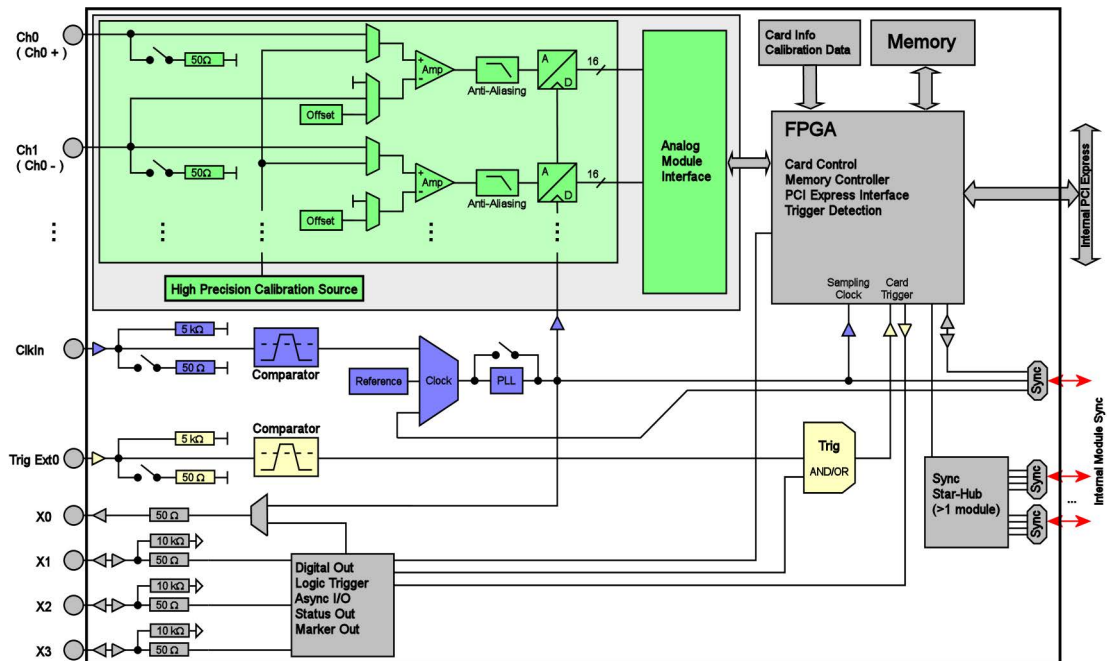 Ch0
( Ch0 + )
50Ω
Offset
+
−
Amp
Anti-Aliasing
A
D
16
Ch1
( Ch0 - )
50Ω
Offset
+
−
Amp
Anti-Aliasing
A
D
16
High Precision Calibration Source
Analog
Module
Interface
Card Info
Calibration Data
Memory
FPGA
Card Control
Memory Controller
PCI Express Interface
Trigger Detection
Sampling
Clock
Card
Trigger
Internal PCI Express
ClkIn
5 kΩ
50 Ω
Comparator
Reference
Clock
PLL
Sync
Trig Ext0
5 kΩ
50 Ω
Comparator
Trig
AND/OR
Sync
Star-Hub
(>1 module)
Sync
...
Sync
Internal Module Sync
X0
50 Ω
X1
10 kΩ
50 Ω
X2
10 kΩ
50 Ω
X3
10 kΩ
50 Ω
Digital Out
Logic Trigger
Async I/O
Status Out
Marker Out